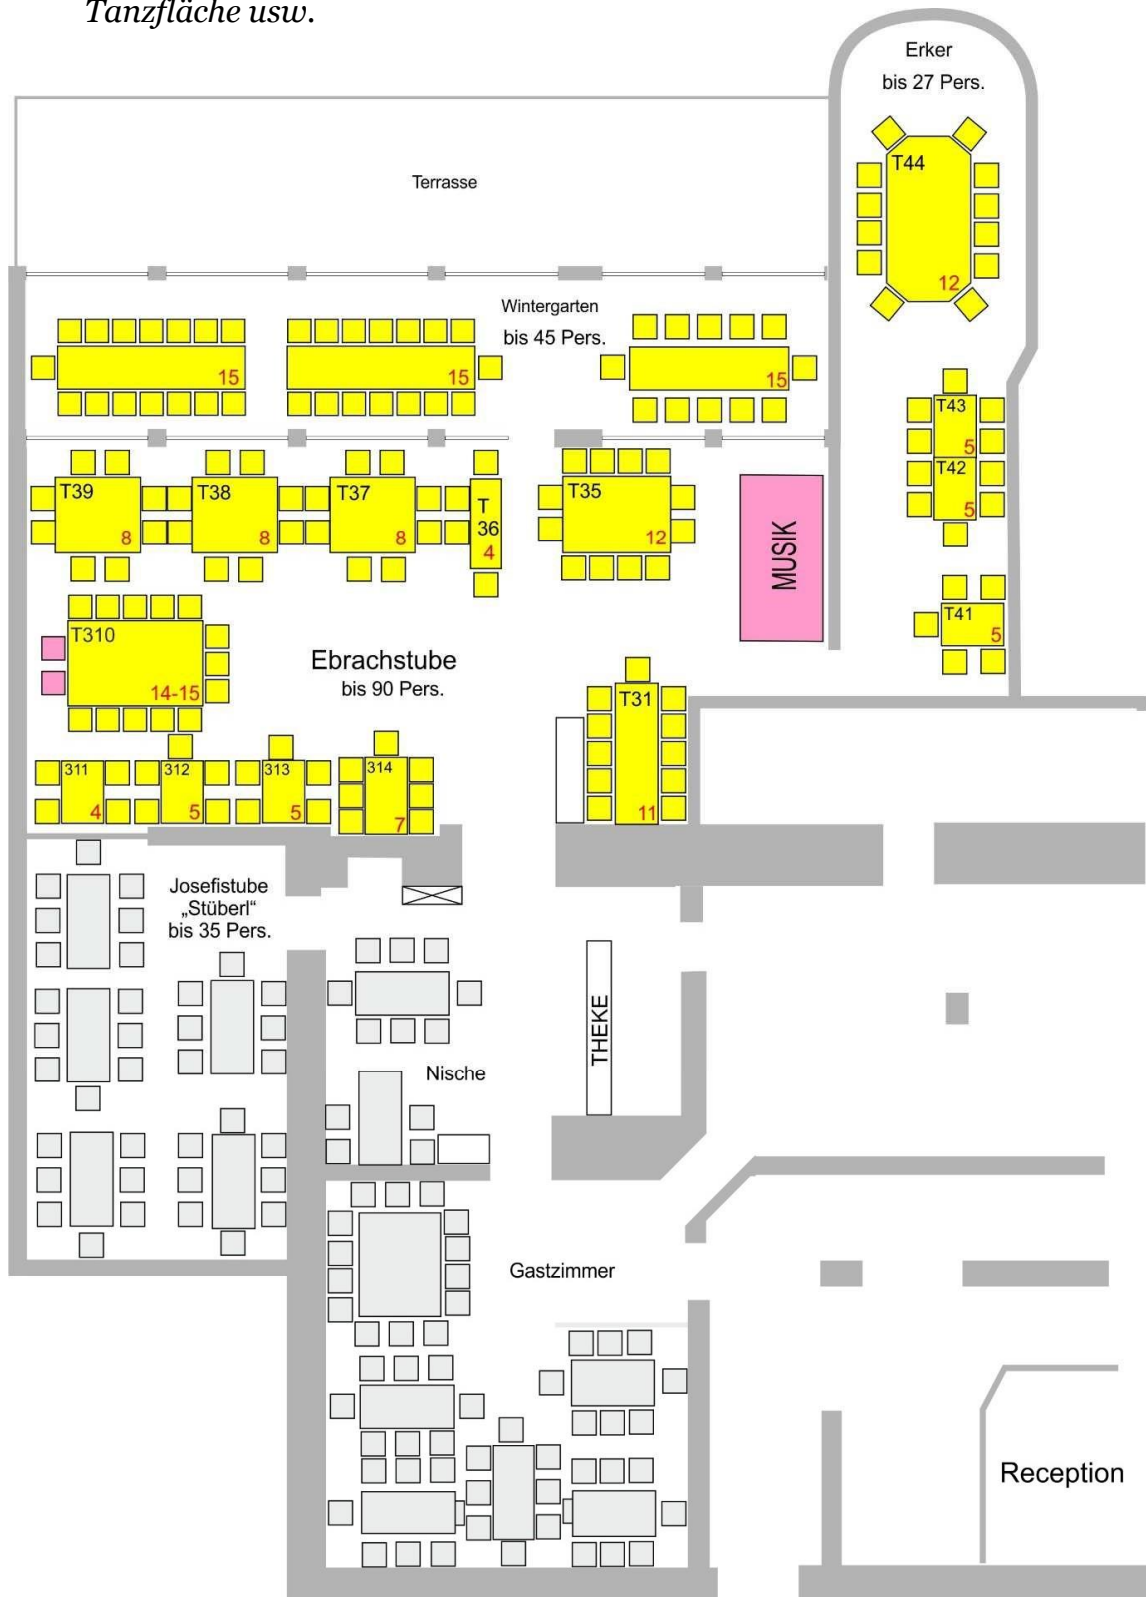 Tanzfläche usw.
Erker
bis 27 Pers.
T44
12
Terrasse
Wintergarten
bis 45 Pers.
15
15
15
T43
5
T42
5
T39
8
T38
8
T37
8
T
36
4
T35
12
MUSIK
T41
5
T310
14-15
Ebrachstube
bis 90 Pers.
T31
11
311
4
312
5
313
5
314
7
Josefistube
„Stüberl“
bis 35 Pers.
THEKE
Nische
Gastzimmer
Reception